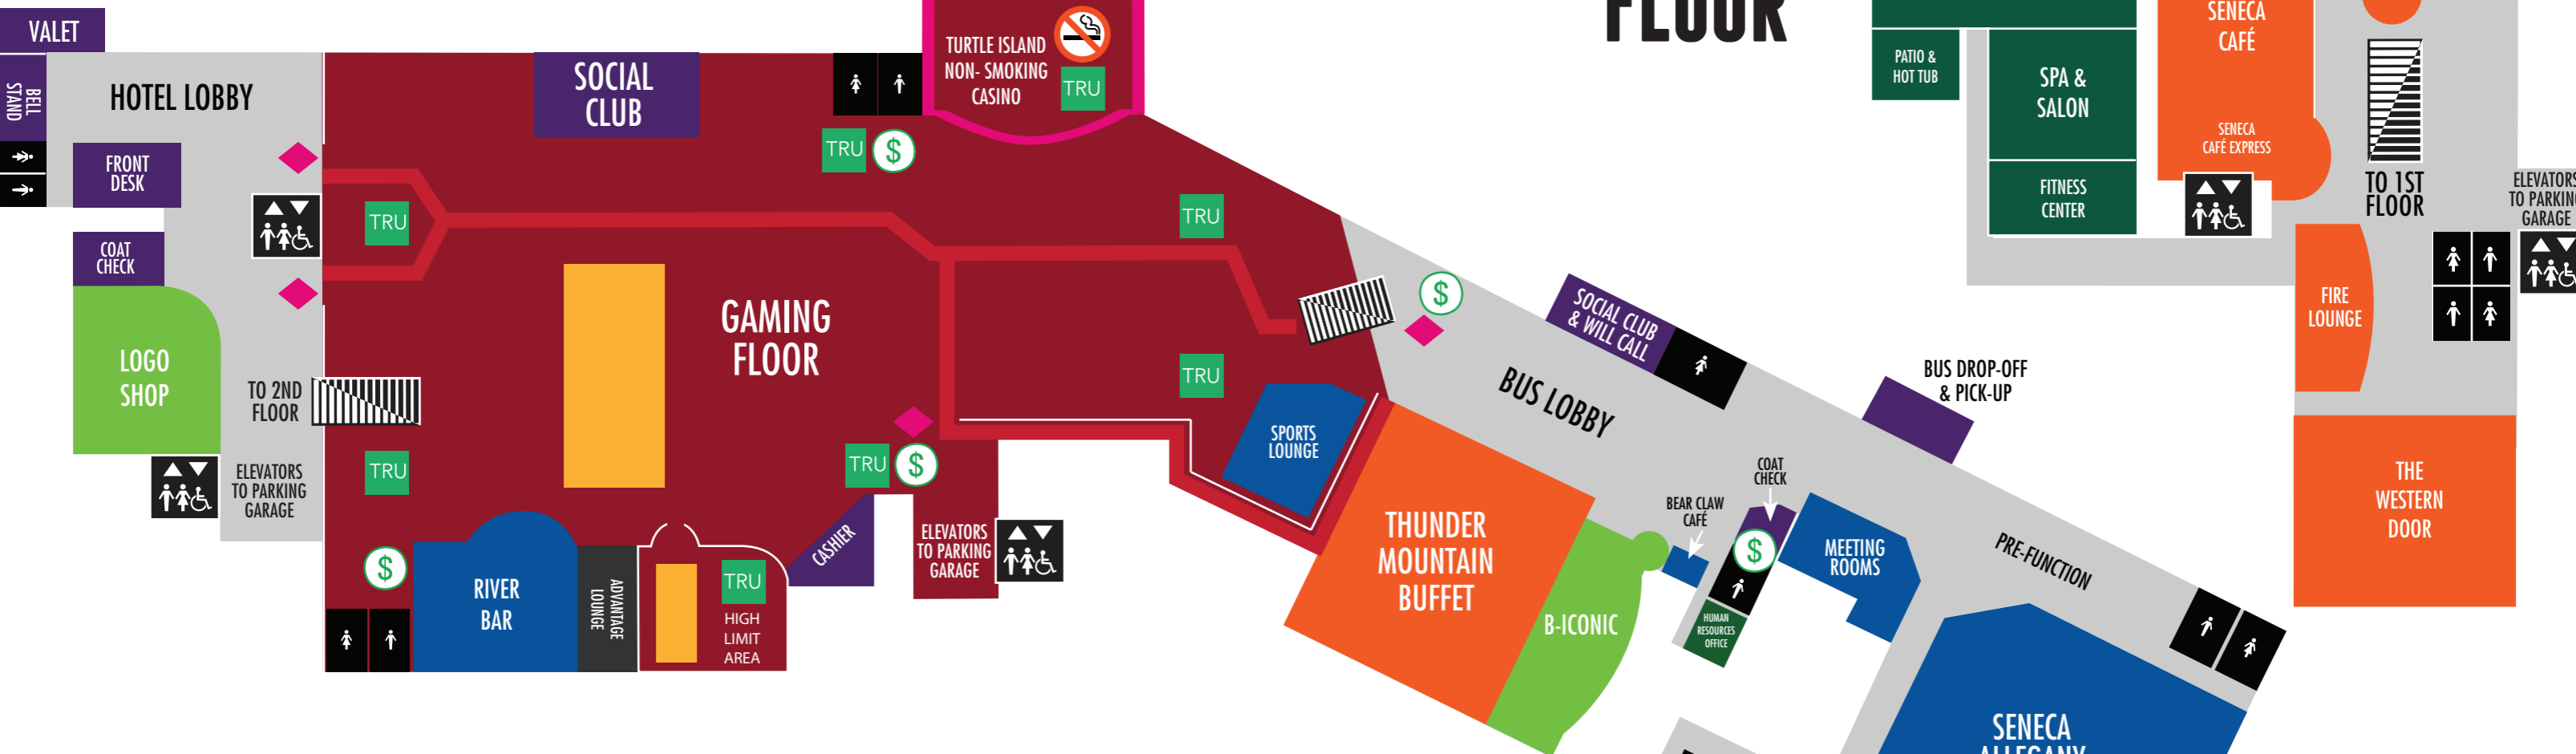 FLOOR
VALET
BELL
STAND
HOTEL LOBBY
FRONT
DESK
COAT
CHECK
LOGO
SHOP
TO 2ND
FLOOR
ELEVATORS
TO PARKING
GARAGE
SOCIAL
CLUB
TURTLE ISLAND
NON- SMOKING
CASINO
TRU
TRU
$
TRU
TRU
GAMING
FLOOR
TRU
TRU
TRU
$
$
RIVER
BAR
ADVANTAGE
LOUNGE
TRU
HIGH
LIMIT
AREA
CASHIER
ELEVATORS
TO PARKING
GARAGE
SPORTS
LOUNGE
$
SOCIAL CLUB
& WILL CALL
BUS LOBBY
BUS DROP-OFF
& PICK-UP
THUNDER
MOUNTAIN
BUFFET
B-ICONIC
BEAR CLAW
CAFÉ
COAT
CHECK
$
HUMAN
RESOURCES
OFFICE
MEETING
ROOMS
PRE-FUNCTION
SENECA
ALLEGANY
PATIO &
HOT TUB
SPA &
SALON
FITNESS
CENTER
SENECA
CAFÉ
SENECA
CAFÉ EXPRESS
TO 1ST
FLOOR
ELEVATORS
TO PARKING
GARAGE
FIRE
LOUNGE
THE
WESTERN
DOOR